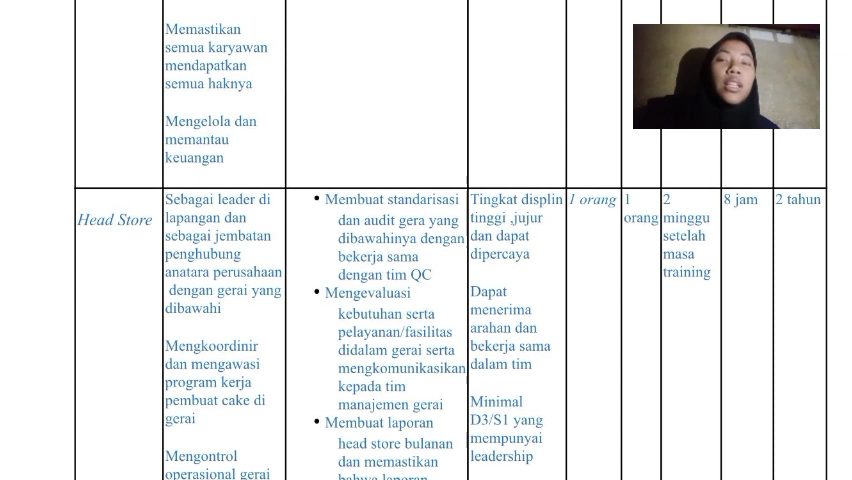 Memastikan
semua karyawan
mendapatkan
semua haknya
Mengelola dan
memantau
keuangan
Head Store
Sebagai leader di
lapangan dan
sebagai jembatan
penghubung
anatara perusahaan
dengan gerai yang
dibawahi
Mengkoordinir
dan mengawasi
program kerja
pembuat cake di
gerai
Mengontrol
operasional gerai
• Membuat standarisasi
dan audit gera yang
dibawahinya dengan
bekerja sama
dengan tim QC
• Mengevaluasi
kebutuhan serta
pelayanan/fasilitas
didalam gerai serta
mengkomunikasikan
kepada tim
manajemen gerai
• Membuat laporan
head store bulanan
dan memastikan
bahwa laporan
Tingkat displin
tinggi ,jujur
dan dapat
dipercaya
Dapat
menerima
arahan dan
bekerja sama
dalam tim
Minimal
D3/S1 yang
mempunyai
leadership
1 orang
1
orang
2
minggu
setelah
masa
training
8 jam
2 tahun